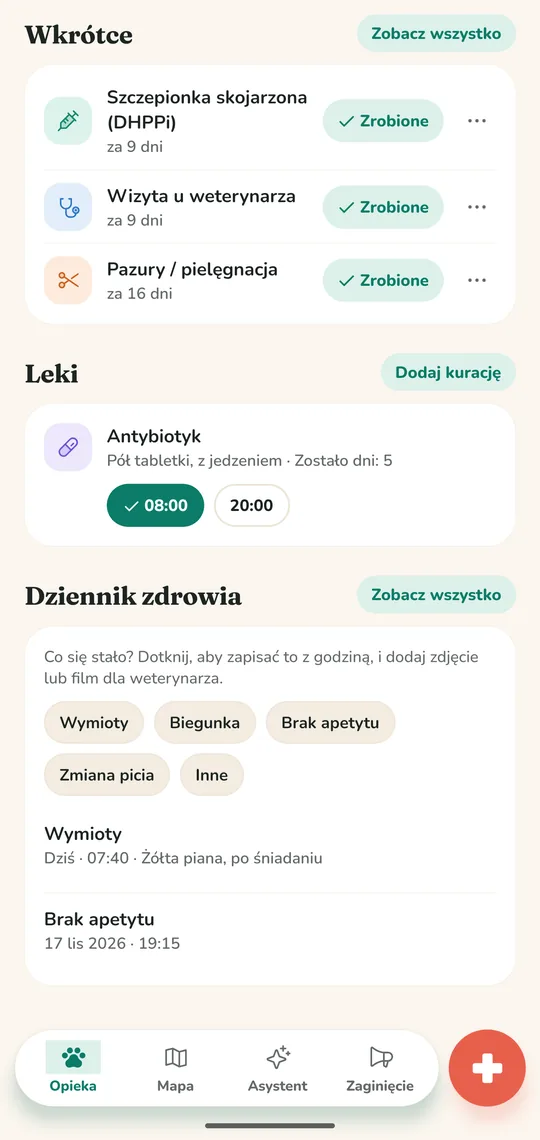 Wkrótce
Zobacz wszystko
Szczepionka skojarzona
(DHPPi)
za 9 dni
Zrobione
Wizyta u weterynarza
za 9 dni
Zrobione
Pazury / pielęgnacja
za 16 dni
Zrobione
Leki
Dodaj kurację
Antybiotyk
Pół tabletki, z jedzeniem · Zostało dni: 5
08:00
20:00
Dziennik zdrowia
Zobacz wszystko
Co się stało? Dotknij, aby zapisać to z godziną, i dodaj zdjęcie
lub film dla weterynarza.
Wymioty
Biegunka
Brak apetytu
Zmiana picia
Inne
Wymioty
Dziś · 07:40 · Żółta piana, po śniadaniu
Brak apetytu
17 lis 2026 · 19:15
Opieka
Mapa
Asystent
Zaginięcie